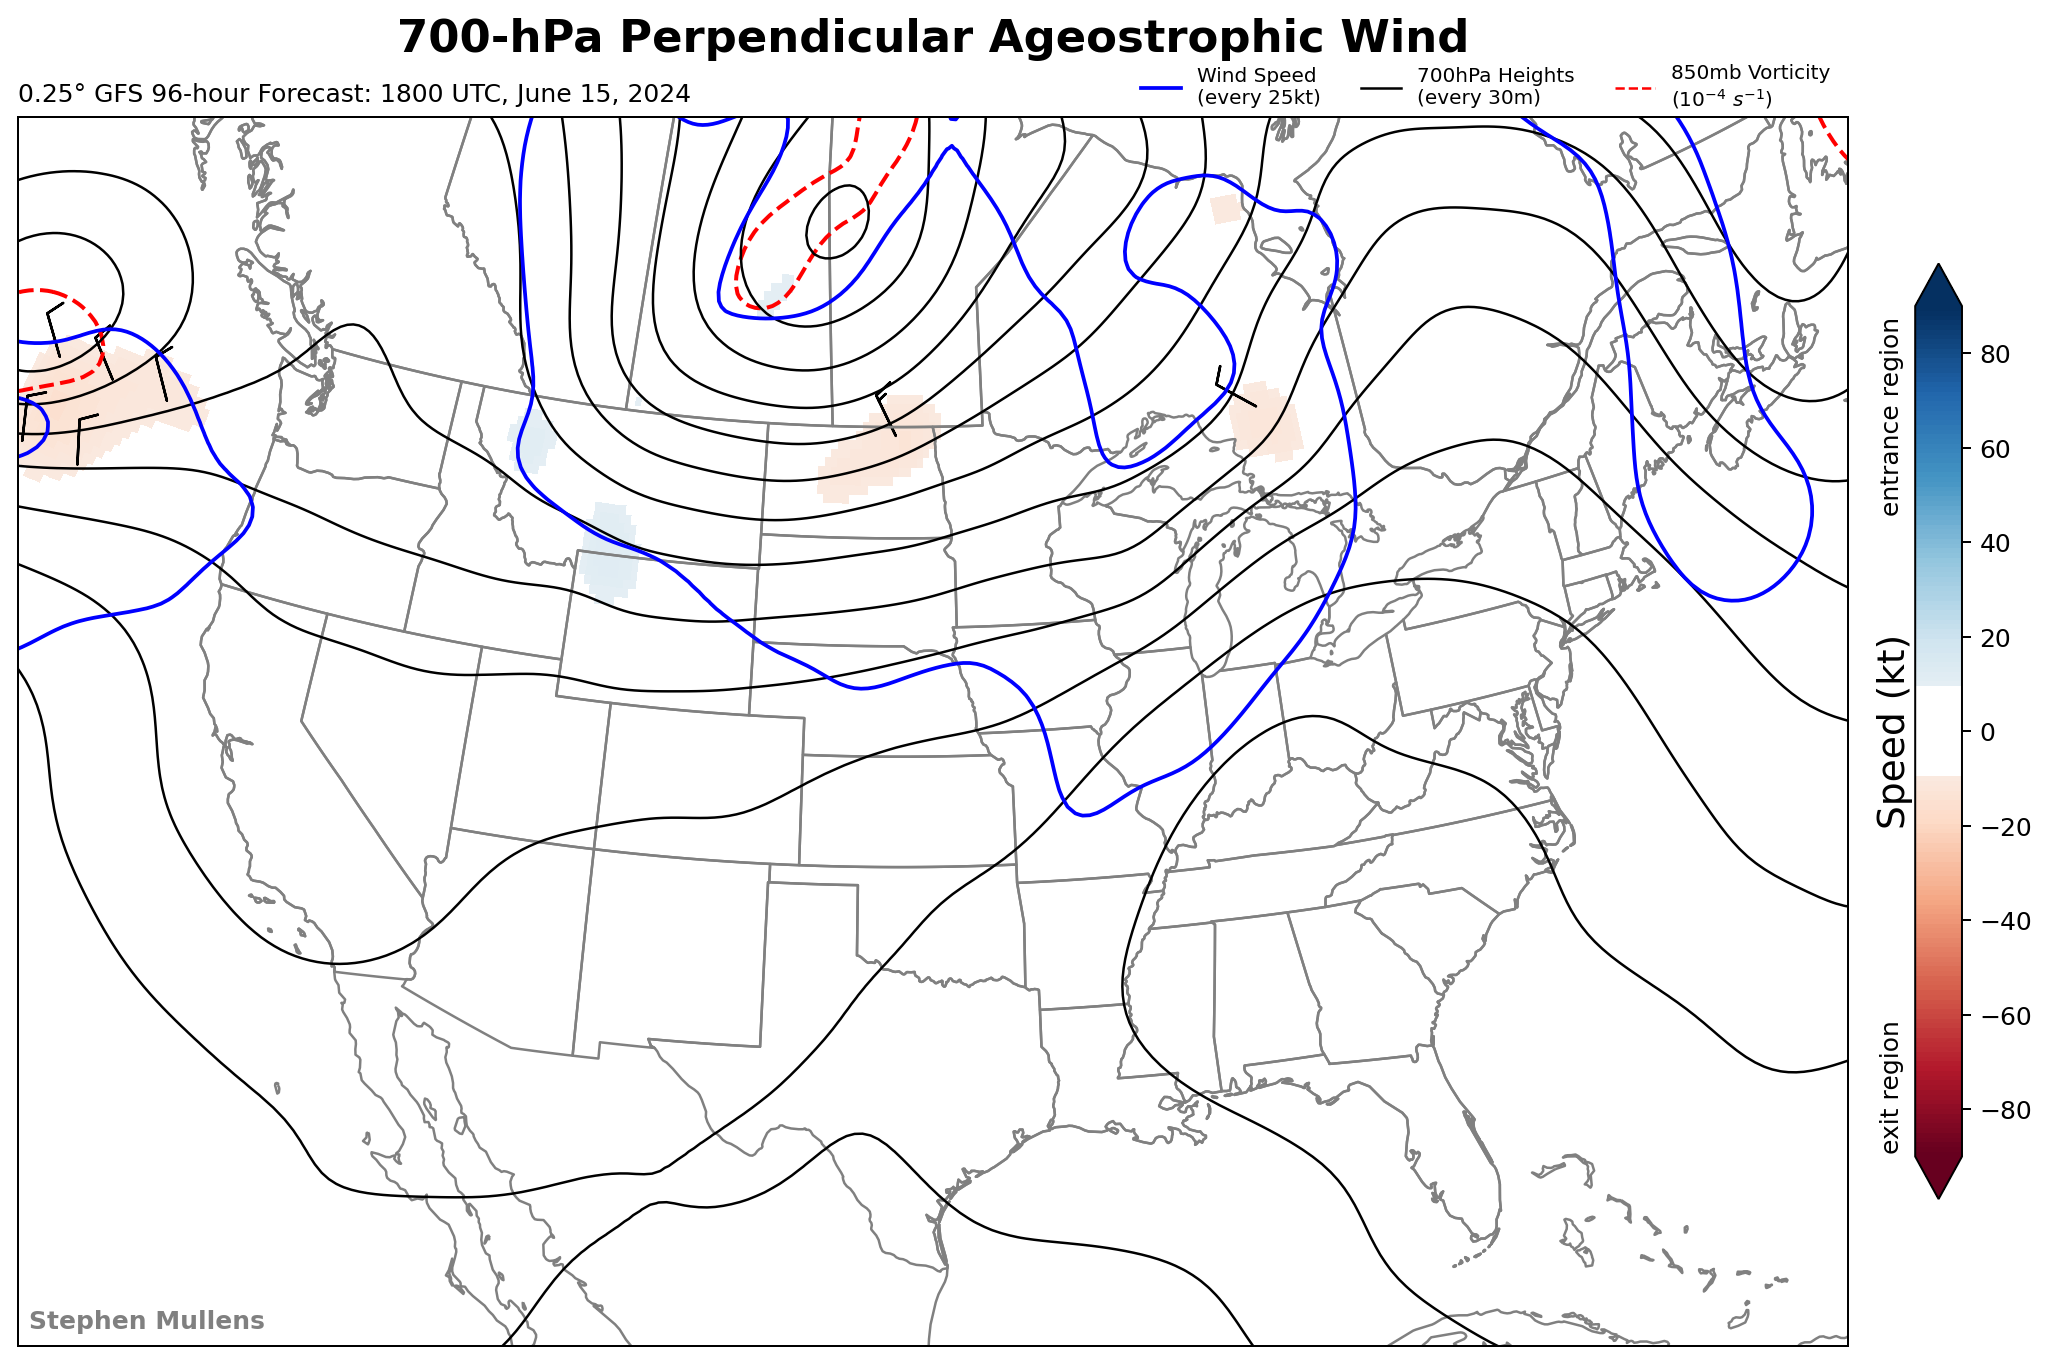 700-hPa Perpendicular Ageostrophic Wind
0.25° GFS 96-hour Forecast: 1800 UTC, June 15, 2024
Wind Speed
(every 25kt)
700hPa Heights
(every 30m)
850mb Vorticity
(10⁻⁴ s⁻¹)
entrance region
Speed (kt)
exit region
80
60
40
20
0
−20
−40
−60
−80
Stephen Mullens